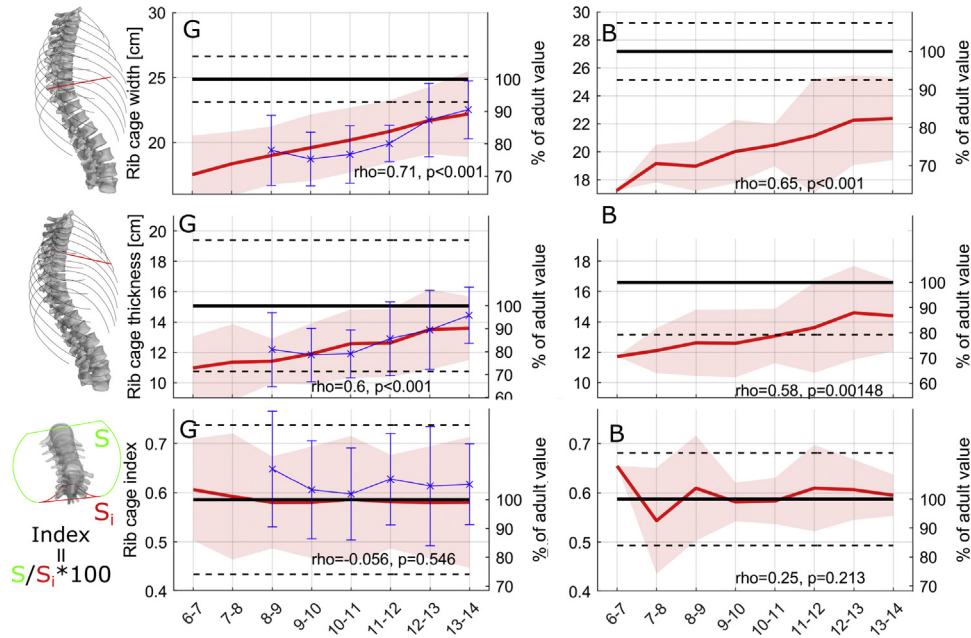 Rib cage width [cm]
30
25
20
G
rho=0.71, p<0.001
100
90
80
70
% of adult value
30
28
26
24
22
20
18
B
rho=0.65, p<0.001
100
90
80
70
% of adult value
Rib cage thickness [cm]
20
18
16
14
12
10
G
rho=0.6, p<0.001
100
90
80
70
60
% of adult value
18
16
14
12
10
B
rho=0.58, p=0.00148
100
90
80
70
60
% of adult value
S
Si
Index
=
S/Si*100
Rib cage index
0.7
0.6
0.5
0.4
G
rho=-0.056, p=0.546
100
90
80
70
% of adult value
0.7
0.6
0.5
0.4
B
rho=0.25, p=0.213
100
90
80
70
% of adult value
6-7
7-8
8-9
9-10
10-11
11-12
12-13
13-14
6-7
7-8
8-9
9-10
10-11
11-12
12-13
13-14